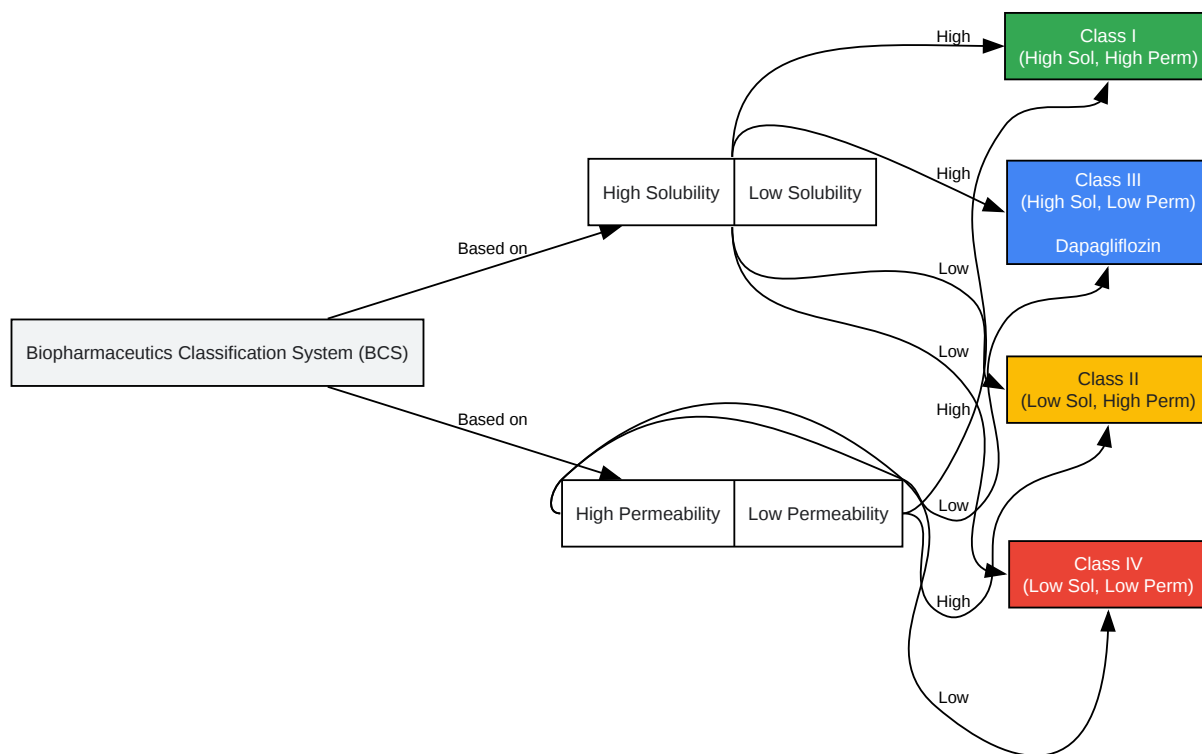 High
Class I
(High Sol, High Perm)
High
Class III
(High Sol, Low Perm)
Dapagliflozin
High Solubility
Low Solubility
Based on
Low
Biopharmaceutics Classification System (BCS)
Low
Class II
(Low Sol, High Perm)
Based on
High
High Permeability
Low Permeability
Low
Class IV
(Low Sol, Low Perm)
High
Low